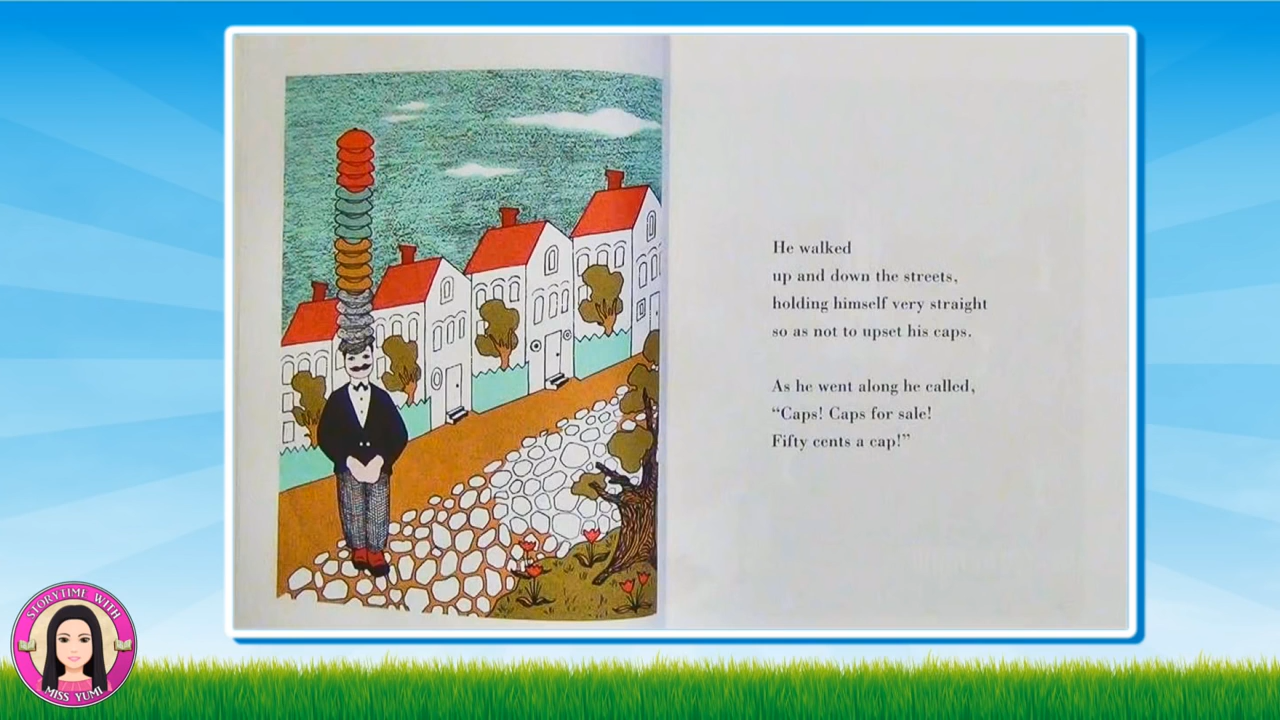 He walked
up and down the streets,
holding himself very straight
so as not to upset his caps.
As he went along he called,
“Caps! Caps for sale!
Fifty cents a cap!”
STORYTIME WITH
MISS YUMI